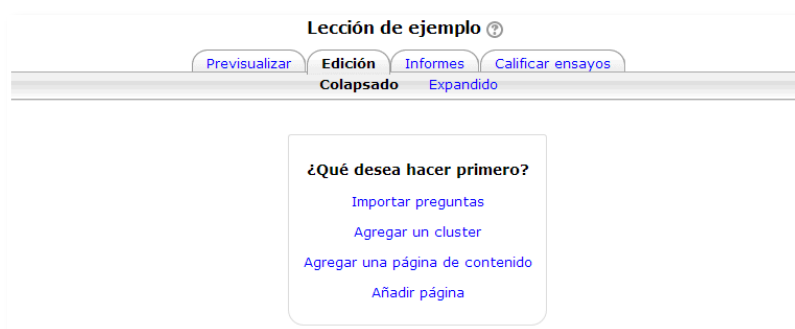 Lección de ejemplo ?
Previsualizar Edición Informes Calificar ensayos
Colapsado Expandido
¿Qué desea hacer primero?
Importar preguntas
Agregar un cluster
Agregar una página de contenido
Añadir página